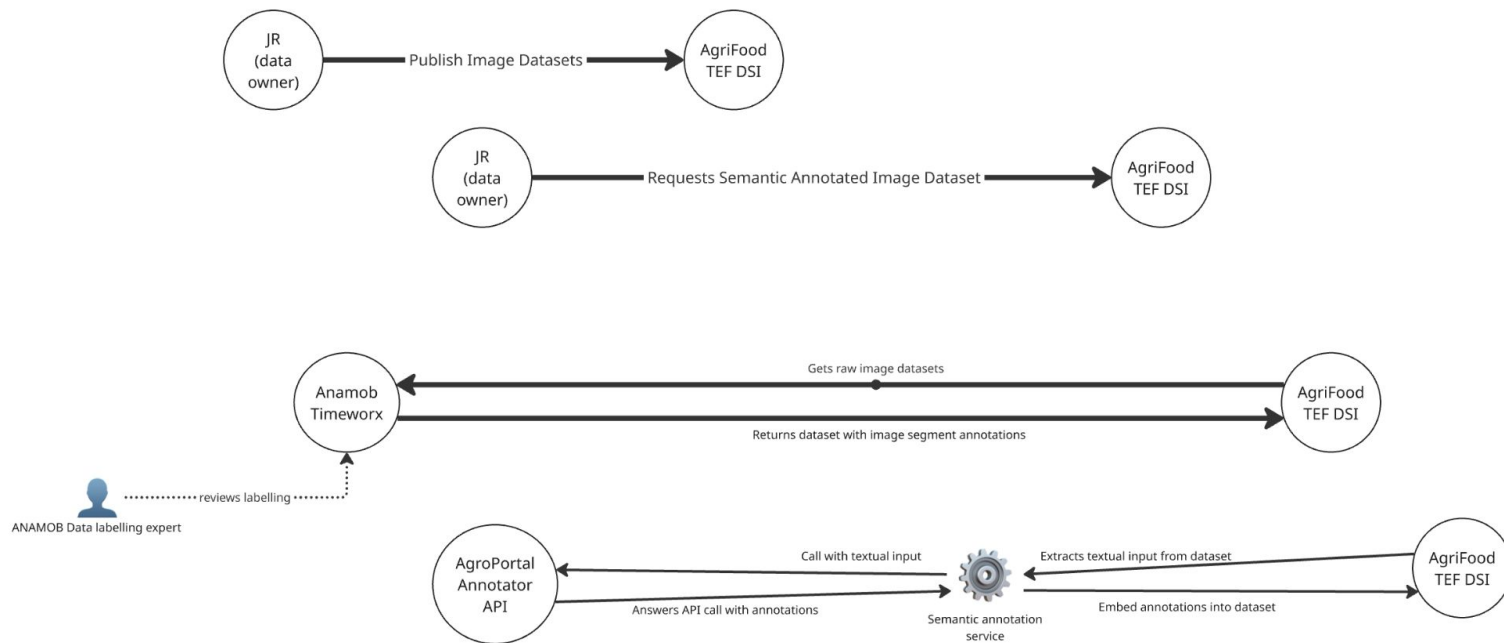 JR
(data
owner)
Publish Image Datasets
AgriFood
TEF DSI
JR
(data
owner)
Requests Semantic Annotated Image Dataset
AgriFood
TEF DSI
Gets raw image datasets
Anamob
Timeworx
AgriFood
TEF DSI
Returns dataset with image segment annotations
reviews labelling
ANAMOB Data labelling expert
AgroPortal
Annotator
API
Call with textual input
Extracts textual input from dataset
AgriFood
TEF DSI
Answers API call with annotations
Embed annotations into dataset
Semantic annotation
service